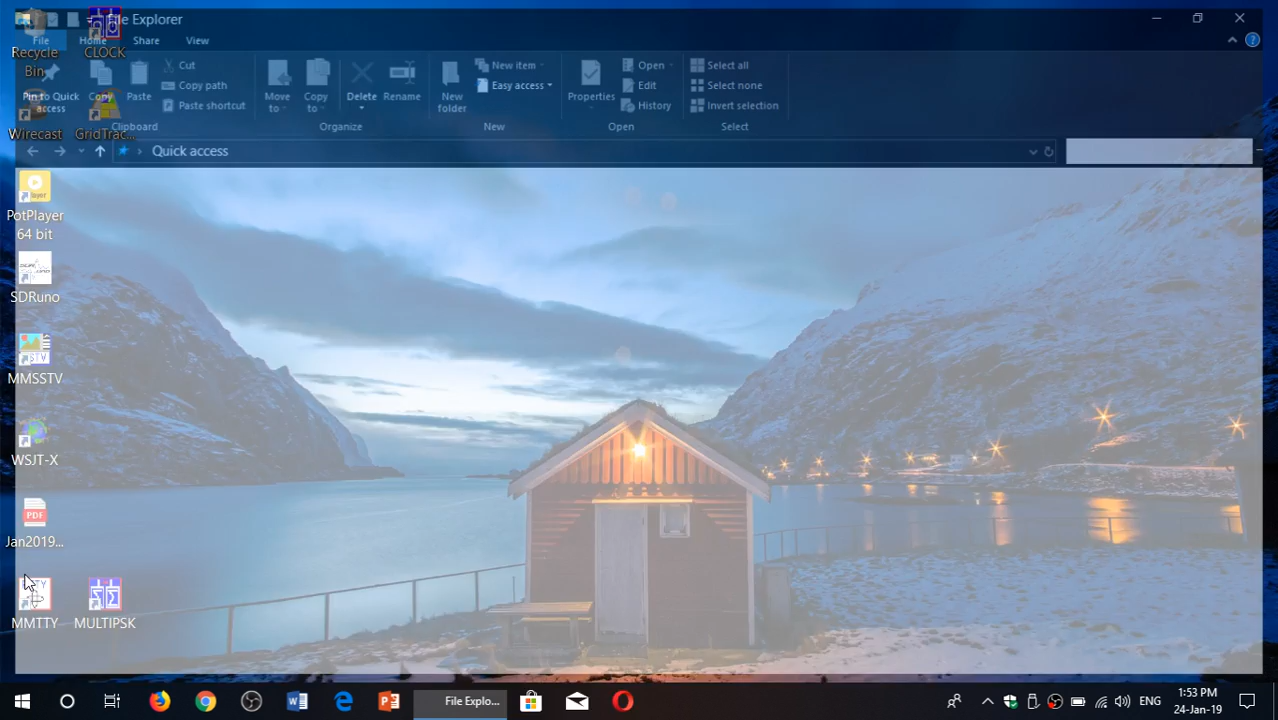 File Explorer
File
Home
Share
View
Pin to Quick
access
Copy
Paste
Cut
Copy path
Paste shortcut
Clipboard
Move
to
Copy
to
Delete
Rename
Organize
New
folder
New item
Easy access
New
Properties
Open
Edit
History
Open
Select all
Select none
Invert selection
Select
Quick access
Recycle
Bin
CLOCK
Wirecast
GridTrac...
PotPlayer
64 bit
SDRuno
MMSSTV
WSJT-X
PDF
Jan2019...
MMTTY
MULTIPSK
File Explo...
ENG
1:53 PM
24-Jan-19